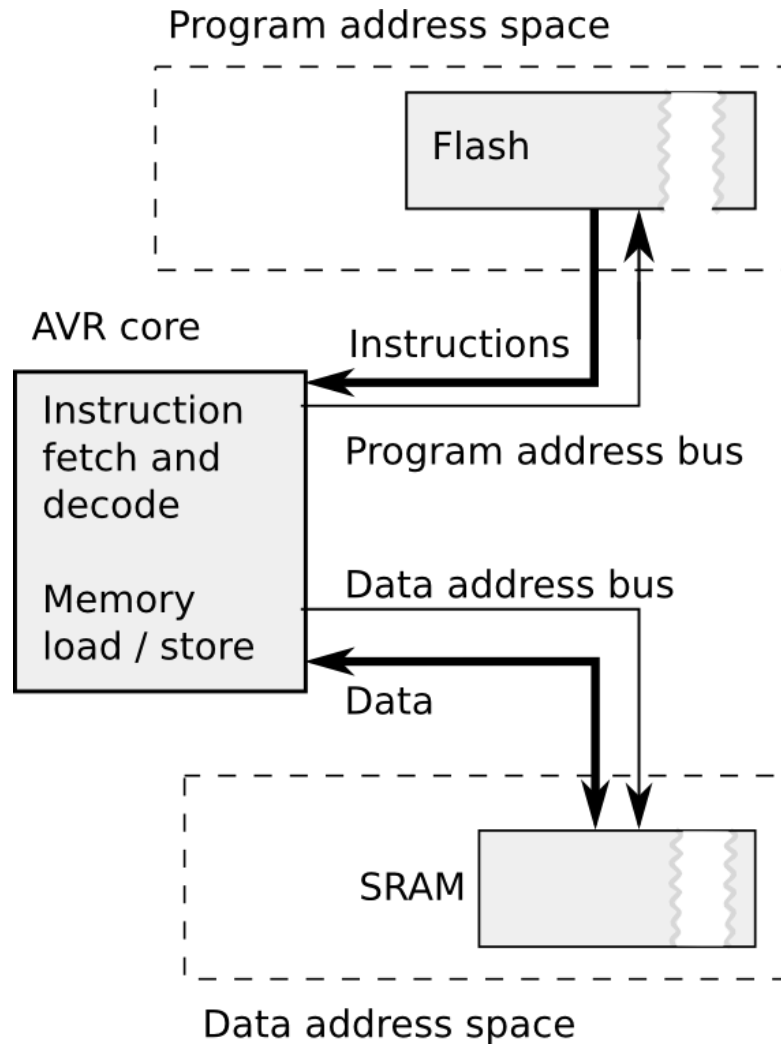 Program address space
Flash
AVR core
Instructions
Instruction
fetch and
decode
Program address bus
Data address bus
Memory
load / store
Data
SRAM
Data address space